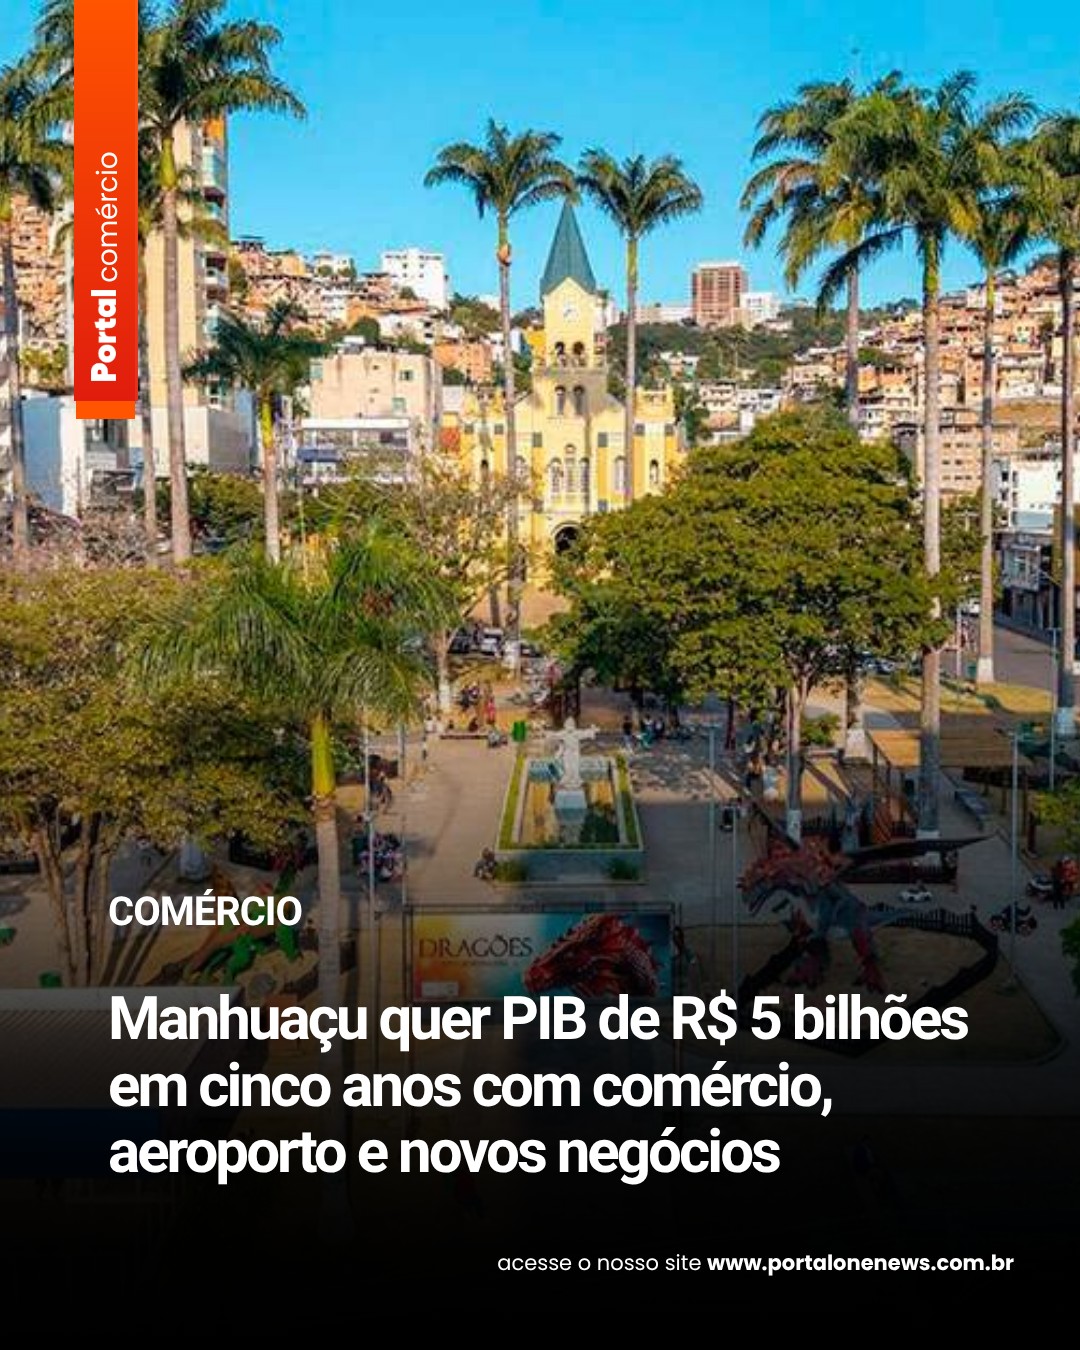 Portal comércio
DRAGÕES
COMÉRCIO
Manhuaçu quer PIB de R$ 5 bilhões
em cinco anos com comércio,
aeroporto e novos negócios
acesse o nosso site www.portalonenews.com.br